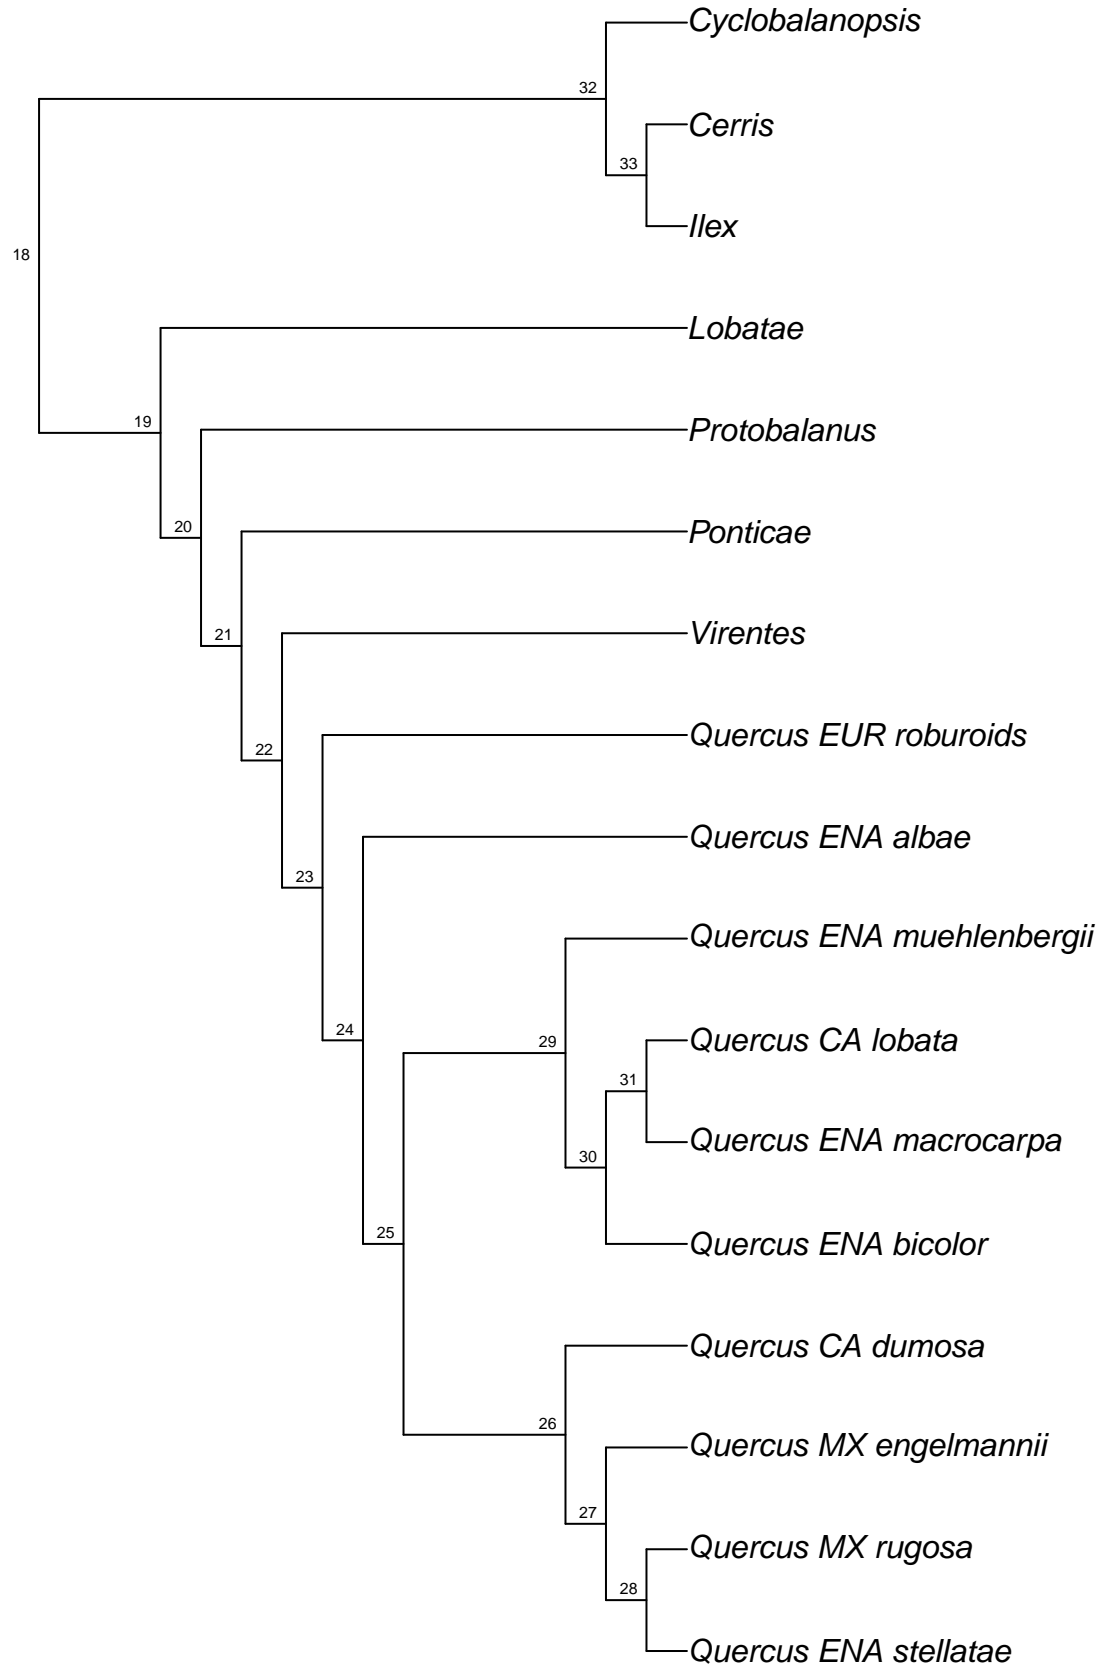 Cyclobalanopsis
32
Cerris
33
Ilex
18
Lobatae
19
Protobalanus
20
Ponticae
21
Virentes
22
Quercus EUR roburoids
Quercus ENA albae
23
Quercus ENA muehlenbergii
24
29
Quercus CA lobata
31
Quercus ENA macrocarpa
30
25
Quercus ENA bicolor
Quercus CA dumosa
26
Quercus MX engelmannii
27
Quercus MX rugosa
28
Quercus ENA stellatae